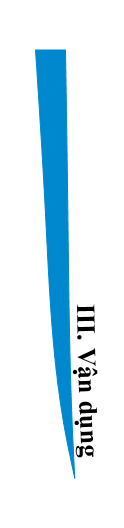 III. Vận dụng